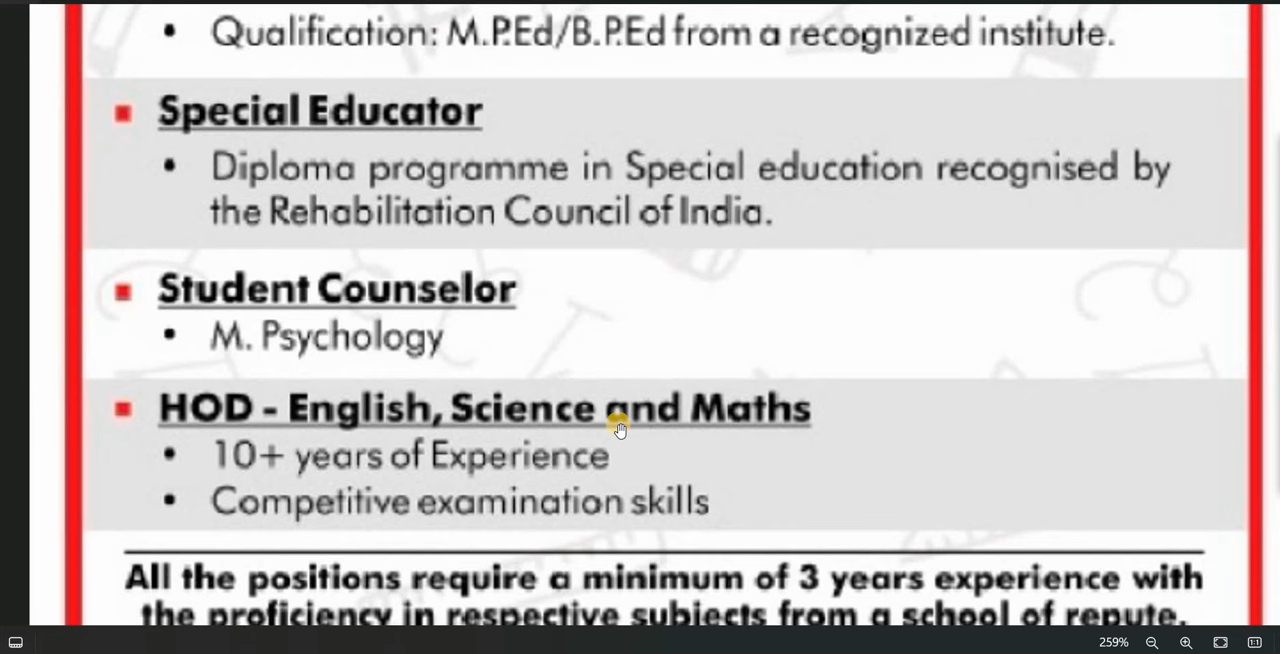 • Qualification: M.P.Ed/B.P.Ed from a recognized institute.
Special Educator
• Diploma programme in Special education recognised by
the Rehabilitation Council of India.
Student Counselor
• M. Psychology
HOD - English, Science and Maths
• 10+ years of Experience
• Competitive examination skills
All the positions require a minimum of 3 years experience with
the proficiency in respective subjects from a school of repute.
259%
1:1